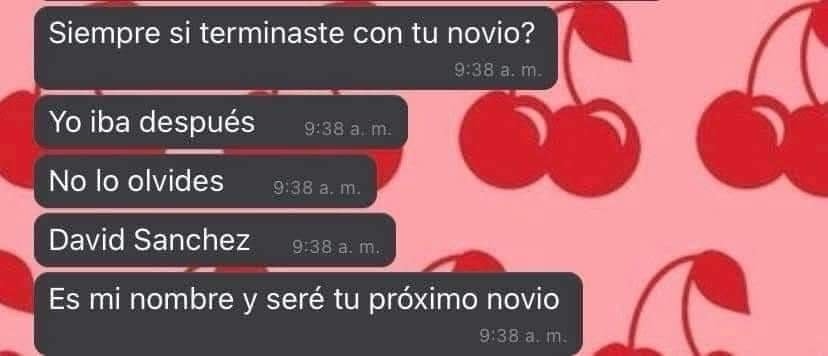 Siempre si terminaste con tu novio?
9:38 a. m.
Yo iba después 9:38 a. m.
No lo olvides 9:38 a. m.
David Sanchez 9:38 a. m.
Es mi nombre y seré tu próximo novio
9:38 a. m.